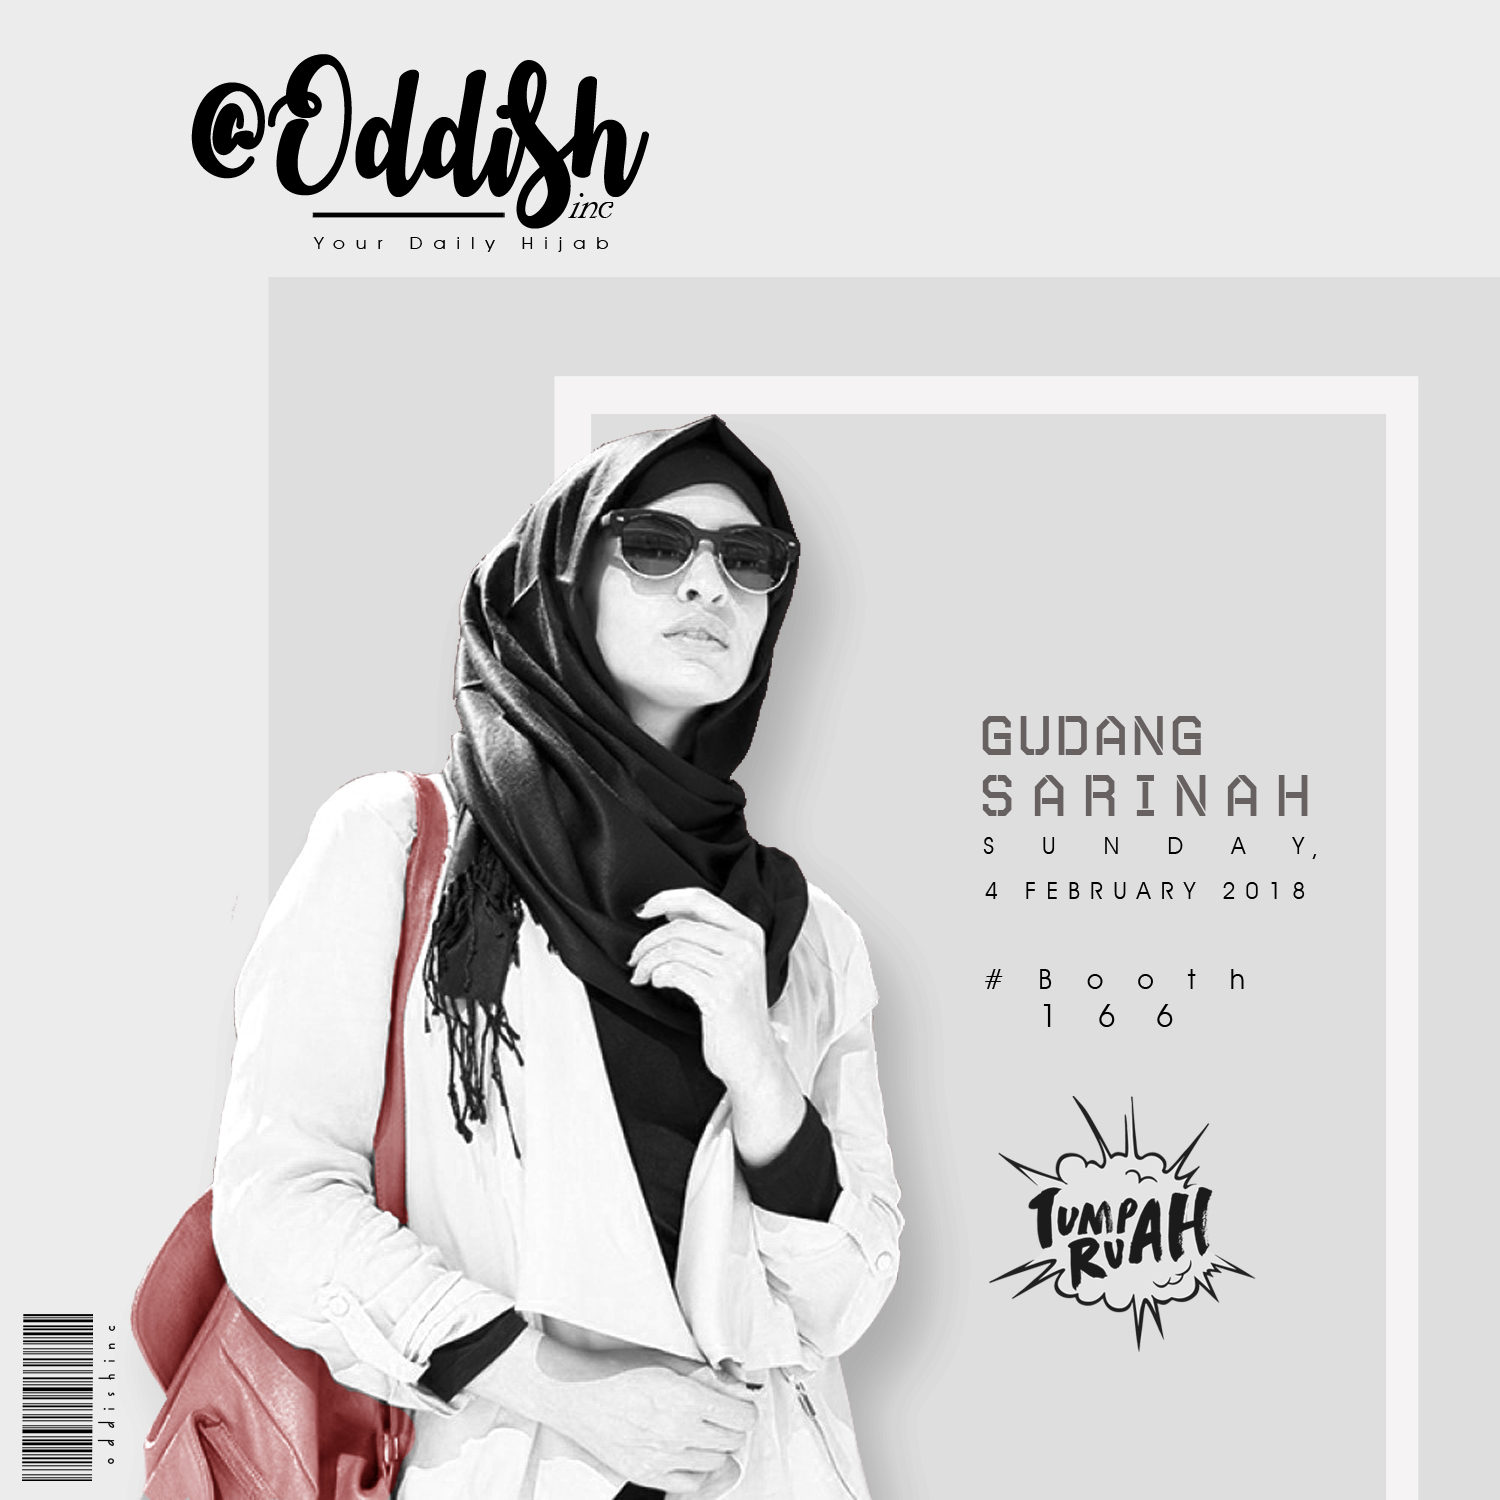 @Oddish
inc
Your Daily Hijab
GUDANG
SARINAH
SUNDAY,
4 FEBRUARY 2018
#Booth
166
TUMPAH
RUAH
oddishinc